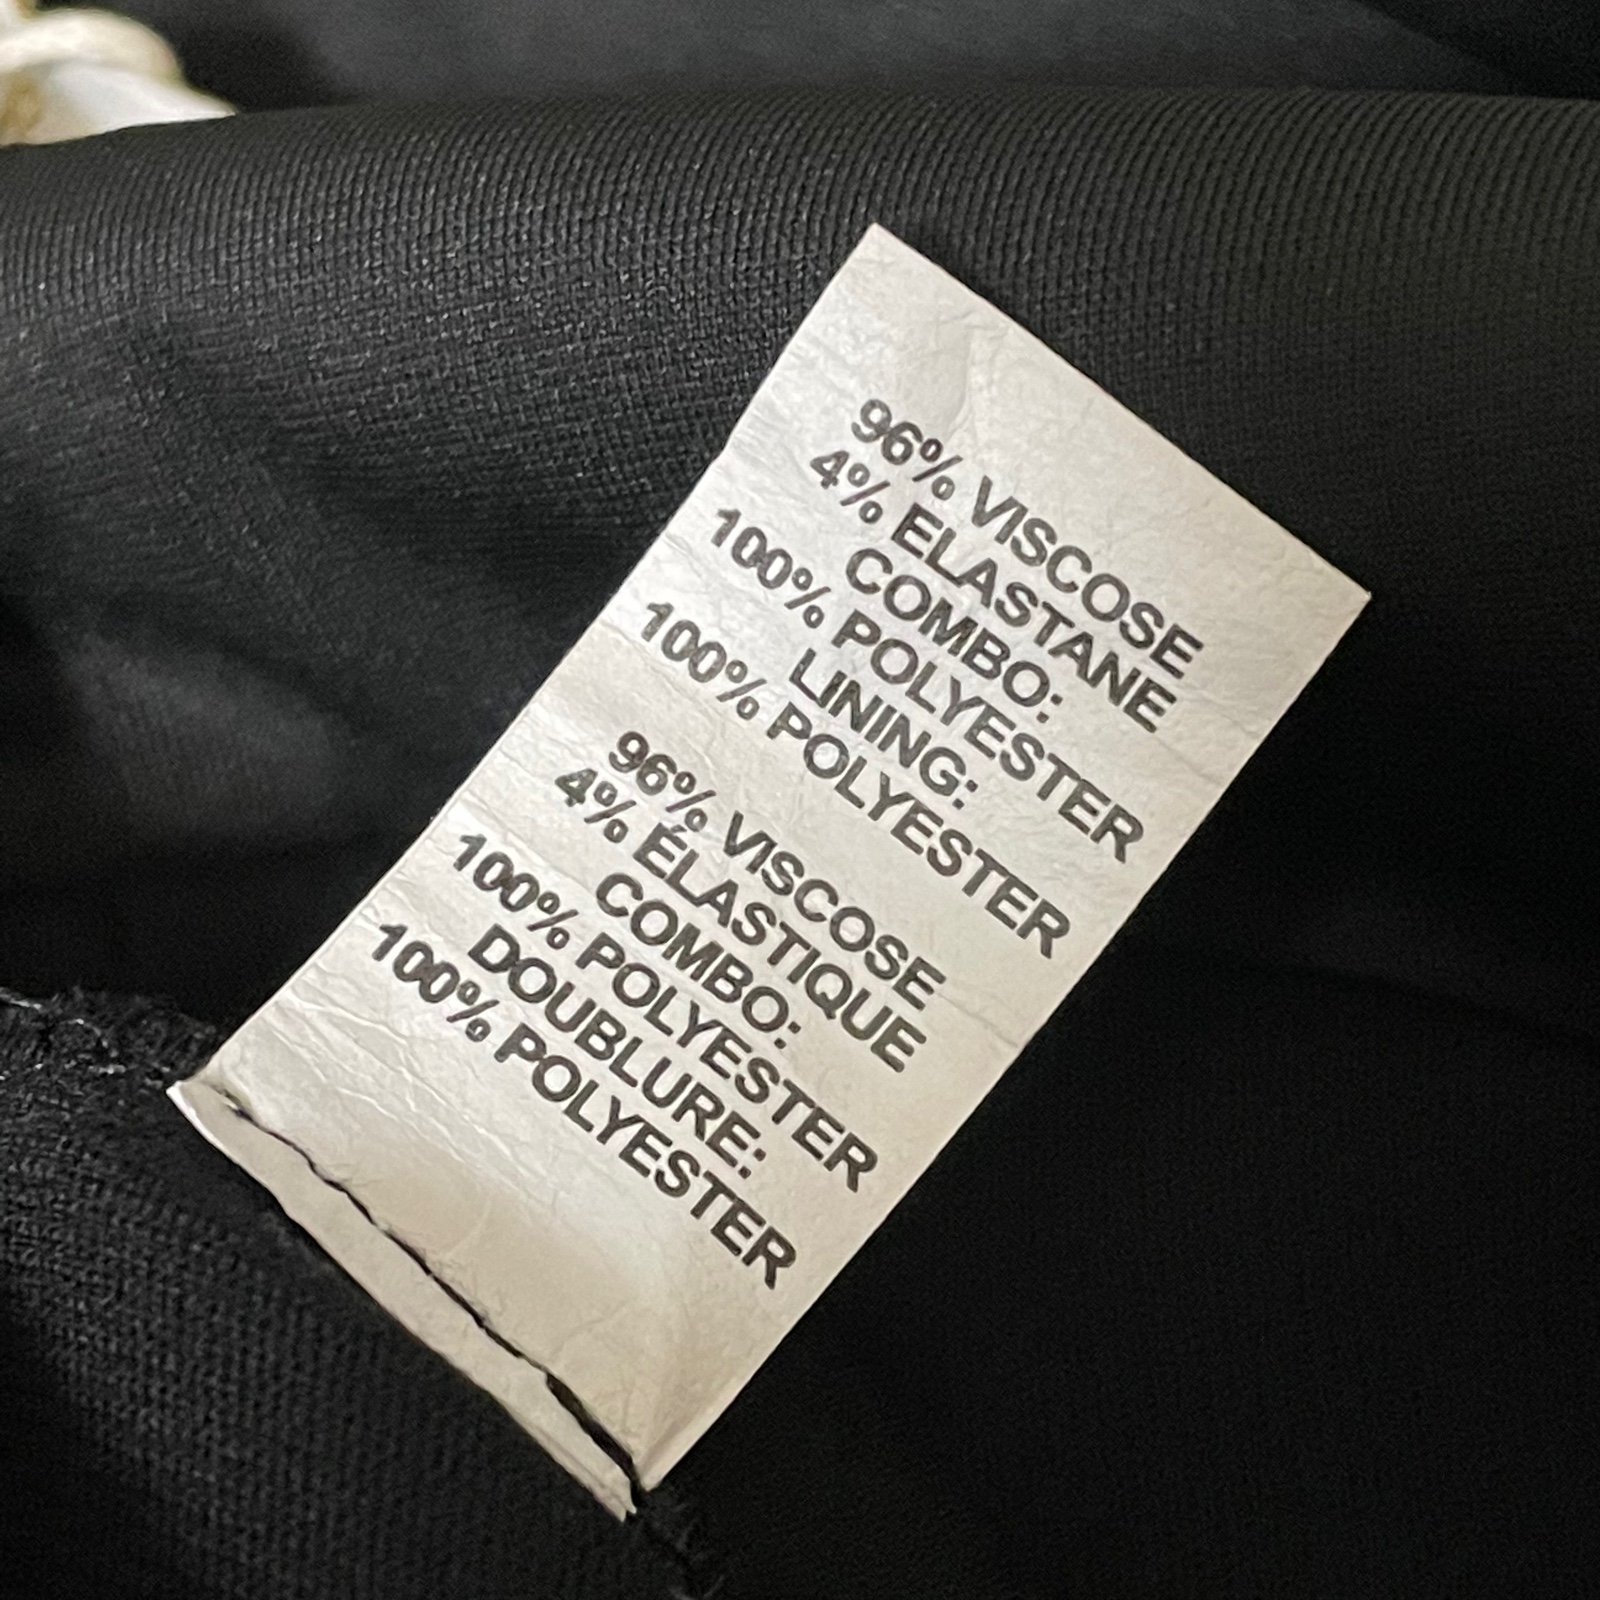 96% VISCOSE
4% ELASTANE
COMBO:
100% POLYESTER
LINING:
100% POLYESTER
96% VISCOSE
4% ÉLASTIQUE
COMBO:
100% POLYESTER
DOUBLURE:
100% POLYESTER